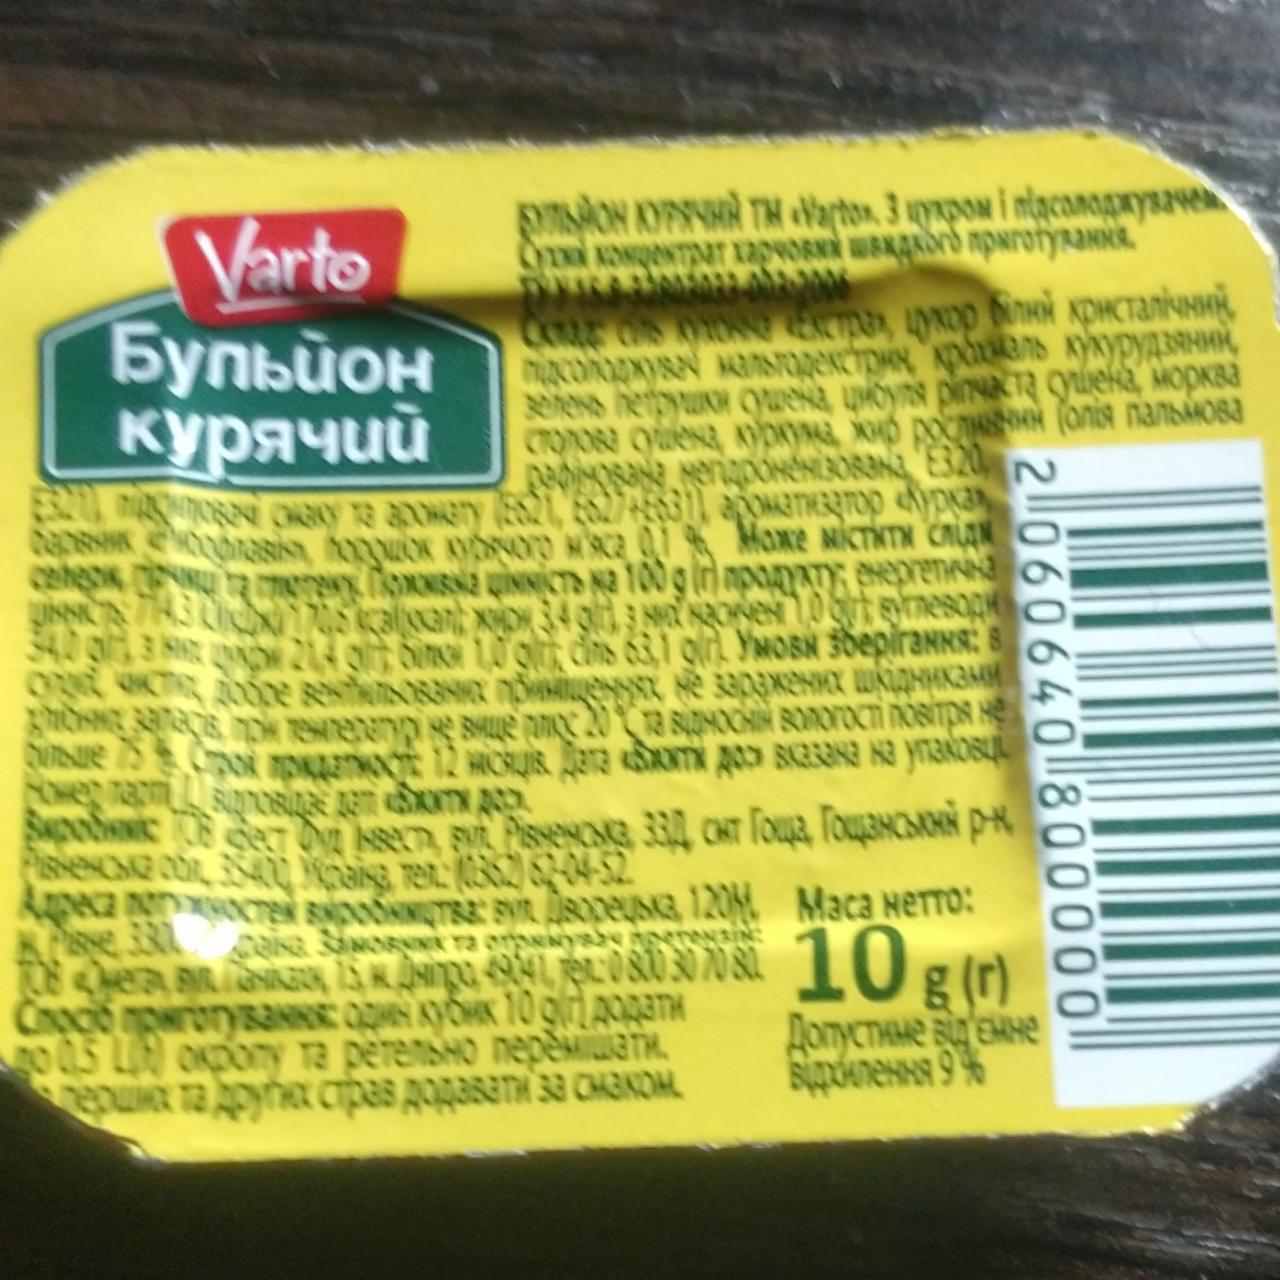 Varto
Бульйон
курячий
БУЛЬЙОН КУРЯЧИЙ ТМ «Varto». З цукром і підсолоджувачем
Сухий концентрат харчовий швидкого приготування.
Склад: сіль кухонна «Екстра», цукор білий кристалічний,
підсолоджувач мальтодекстрин, крохмаль кукурудзяний,
зелень петрушки сушена, цибуля ріпчаста сушена, морква
столова сушена, куркума, жир рослинний (олія пальмова
рафінована негідрогенізована, Е320,
Е321), підсилювачі смаку та аромату (Е621, Е627+Е631), ароматизатор «Курка»,
барвник «Рибофлавін», порошок курячого м'яса 0,1 %. Може містити сліди
селери, гірчиці та глютену. Поживна цінність на 100 g (г) продукту: енергетична
цінність: kcal(ккал); жири 3,4 g(г), з них насичені 1,0 g(г); вуглеводи
34,0 g(г), з них цукри 21,4 g(г); білки 1,0 g(г); сіль 63,1 g(г). Умови зберігання: в
сухих, чистих, добре вентильованих приміщеннях, не заражених шкідниками
хлібних запасів, при температурі не вище плюс 20 °С та відносній вологості повітря не
більше 75 %. Строк придатності: 12 місяців. Дата «Вжити до:» вказана на упаковці.
Номер партії відповідає даті «Вжити до:».
Виробник: ТОВ «Бест Фуд Інвест», вул. Рівненська, 33Д, смт Гоща, Гощанський р-н,
Рівненська обл., 35400, Україна, тел.: (0362) 62-04-52.
Адреса потужностей виробництва: вул. Дворецька, 120М,
м. Рівне, Україна. Замовник та отримувач претензій:
ТОВ «Омега», вул. Панікахи, 15, м. Дніпро, 49041, тел.: 0 800 30 70 80.
Спосіб приготування: один кубик 10 g(г) додати
до 0,5 L(л) окропу та ретельно перемішати.
перших та других страв додавати за смаком.
Маса нетто:
10 g (г)
Допустиме від'ємне
відхилення 9 %
2 060640 800000